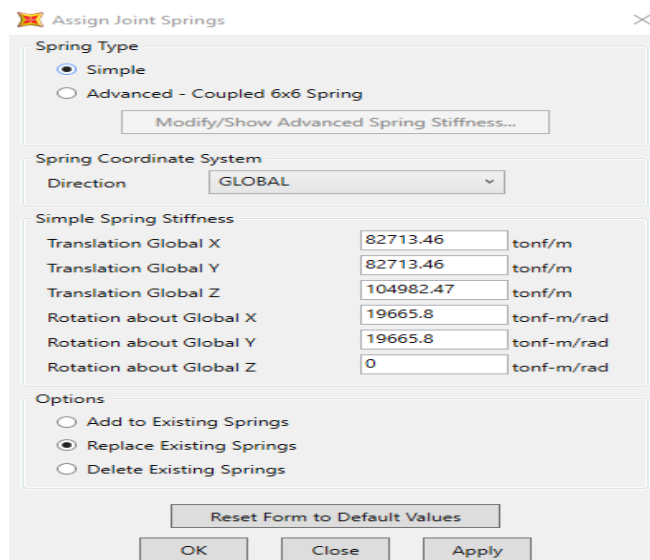 Assign Joint Springs
Spring Type
Simple
Advanced - Coupled 6x6 Spring
Modify/Show Advanced Spring Stiffness...
Spring Coordinate System
Direction GLOBAL
Simple Spring Stiffness
Translation Global X 82713.46 tonf/m
Translation Global Y 82713.46 tonf/m
Translation Global Z 104982.47 tonf/m
Rotation about Global X 19665.8 tonf-m/rad
Rotation about Global Y 19665.8 tonf-m/rad
Rotation about Global Z 0 tonf-m/rad
Options
Add to Existing Springs
Replace Existing Springs
Delete Existing Springs
Reset Form to Default Values
OK Close Apply